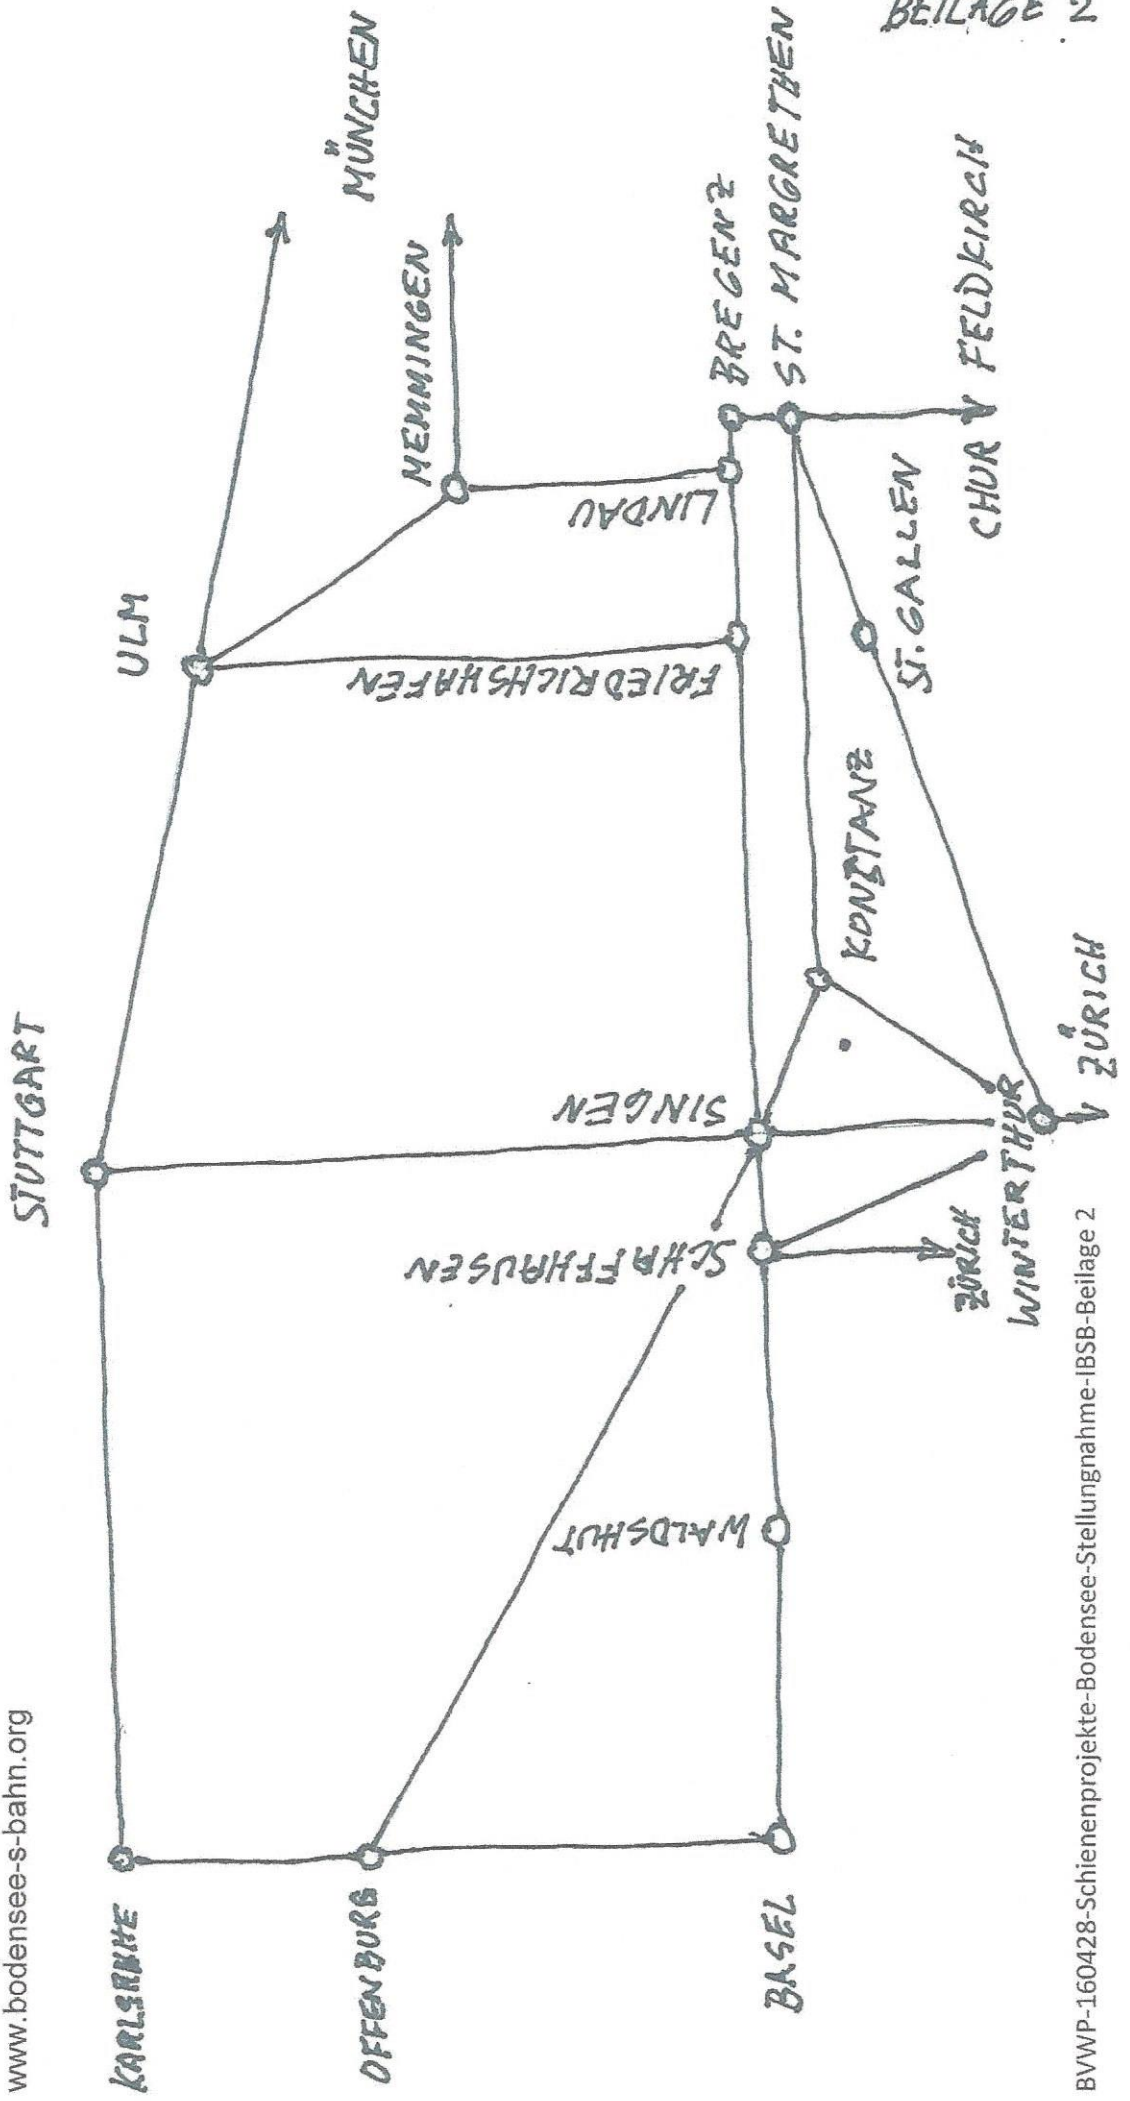 www.bodensee-s-bahn.org
BEILAGE 2
STUTTGART
ULM
MÜNCHEN
KARLSRUHE
OFFENBURG
MEMMINGEN
FRIEDRICHSHAFEN
LINDAU
BREGENZ
ST. MARGRETHEN
SINGEN
SCHAFFHAUSEN
WALDSHUT
BASEL
KONSTANZ
ST. GALLEN
CHUR
FELDKIRCH
ZÜRICH
WINTERTHUR
ZÜRICH
BVWP-160428-Schienenprojekte-Bodensee-Stellungnahme-IBSB-Beilage 2